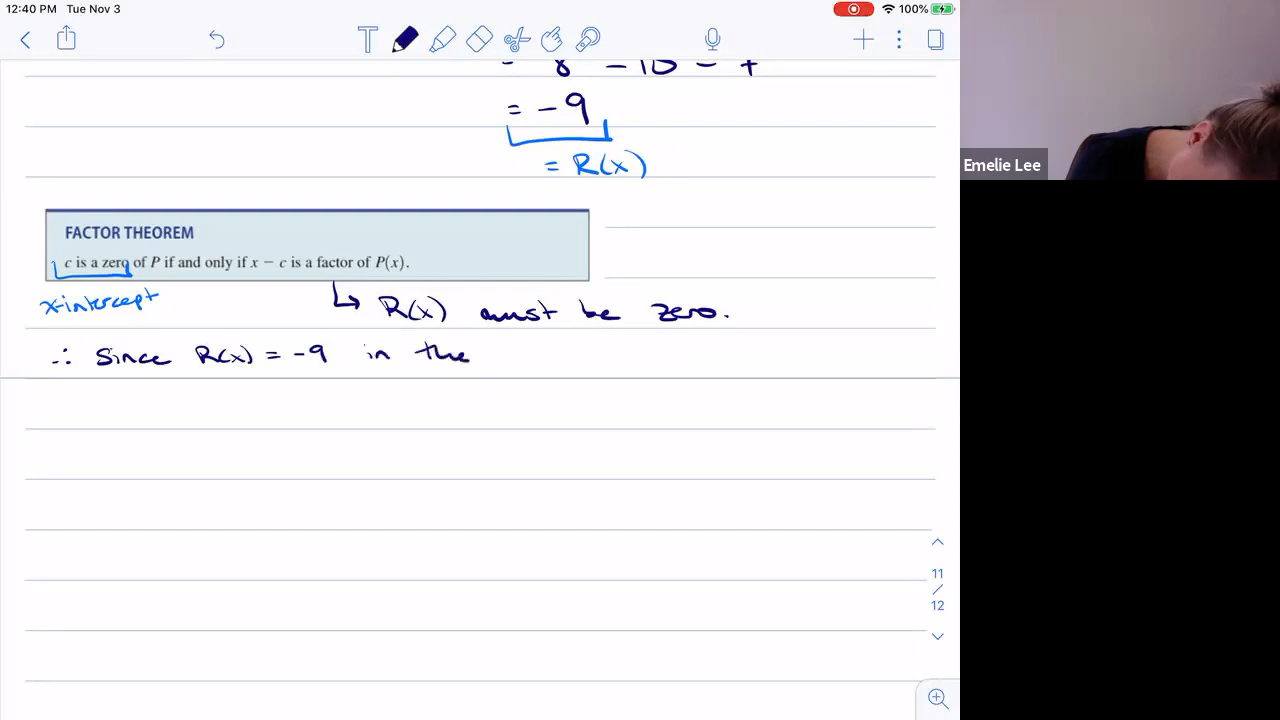 12:40 PM Tue Nov 3
100%
= -9
= R(x)
Emelie Lee
FACTOR THEOREM
c is a zero of P if and only if x − c is a factor of P(x).
x-intercept
↳ R(x) must be zero.
∴ Since R(x) = -9 in the
11
/
12